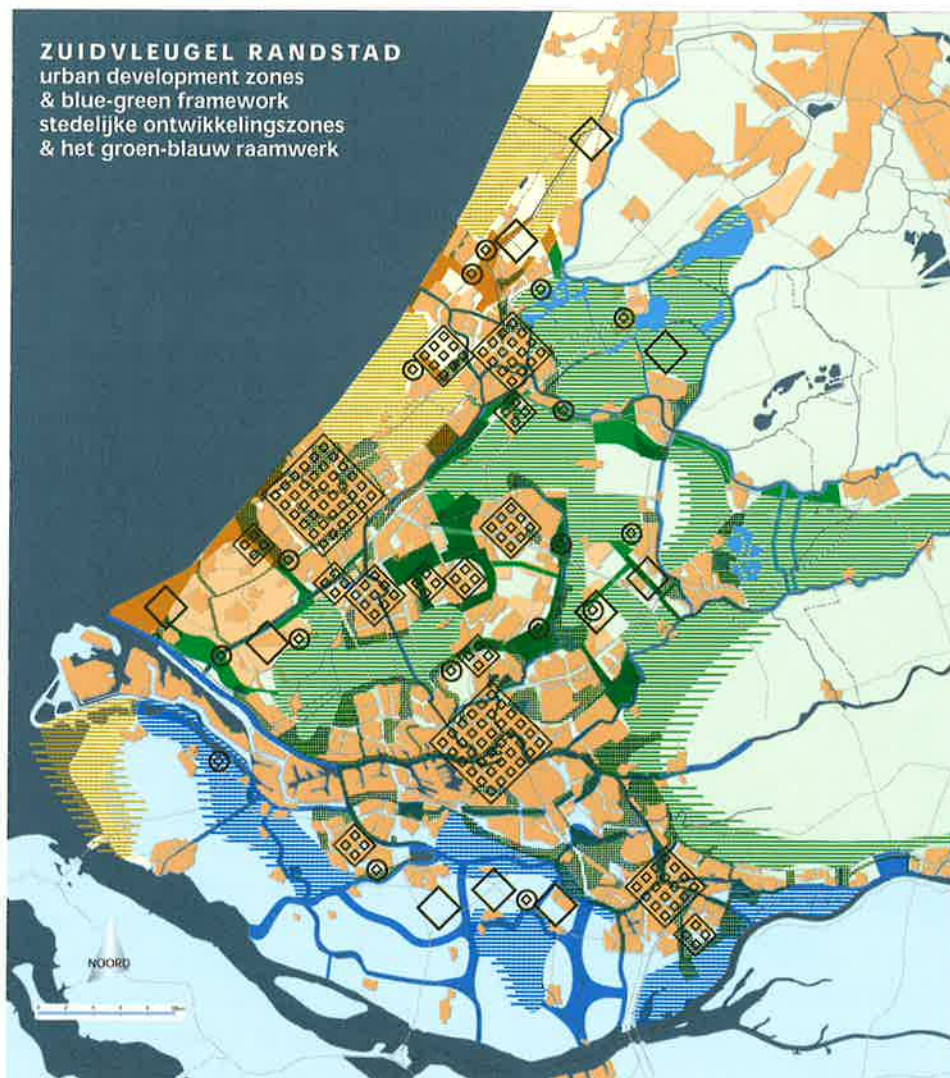 ZUIDVLEUGEL RANDSTAD
urban development zones
& blue-green framework
stedelijke ontwikkelingszones
& het groen-blauw raamwerk
NOORD